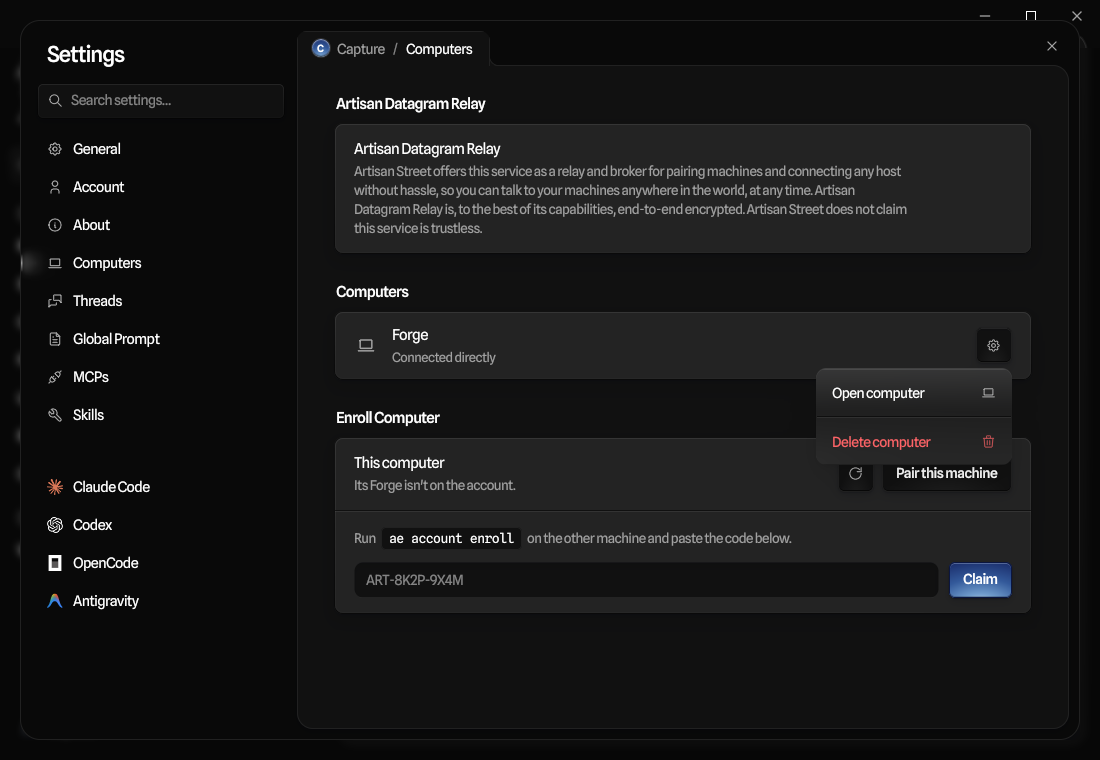 Settings
Search settings...
General
Account
About
Computers
Threads
Global Prompt
MCPs
Skills
Claude Code
Codex
OpenCode
Antigravity
C Capture / Computers
Artisan Datagram Relay
Artisan Datagram Relay
Artisan Street offers this service as a relay and broker for pairing machines and connecting any host
without hassle, so you can talk to your machines anywhere in the world, at any time. Artisan
Datagram Relay is, to the best of its capabilities, end-to-end encrypted. Artisan Street does not claim
this service is trustless.
Computers
Forge
Connected directly
Open computer
Delete computer
Enroll Computer
This computer
Its Forge isn't on the account.
Pair this machine
Run ae account enroll on the other machine and paste the code below.
ART-8K2P-9X4M
Claim